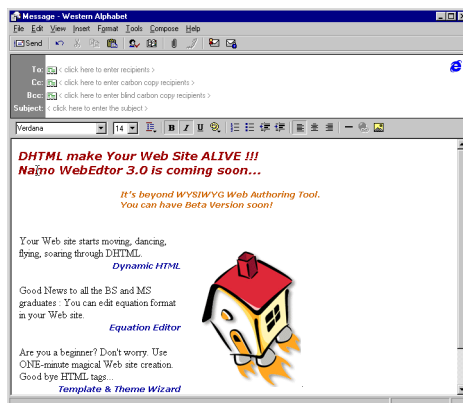 Message - Western Alphabet
File Edit View Insert Format Tools Compose Help
Send
To: < click here to enter recipients >
Cc: < click here to enter carbon copy recipients >
Bcc: < click here to enter blind carbon copy recipients >
Subject: < click here to enter the subject >
Verdana 14 B I U
DHTML make Your Web Site ALIVE !!!
Namo WebEdtor 3.0 is coming soon...
It's beyond WYSIWYG Web Authoring Tool.
You can have Beta Version soon!
Your Web site starts moving, dancing,
flying, soaring through DHTML.
Dynamic HTML
Good News to all the BS and MS
graduates : You can edit equation format
in your Web site.
Equation Editor
Are you a beginner? Don't worry. Use
ONE-minute magical Web site creation.
Good bye HTML tags...
Template & Theme Wizard